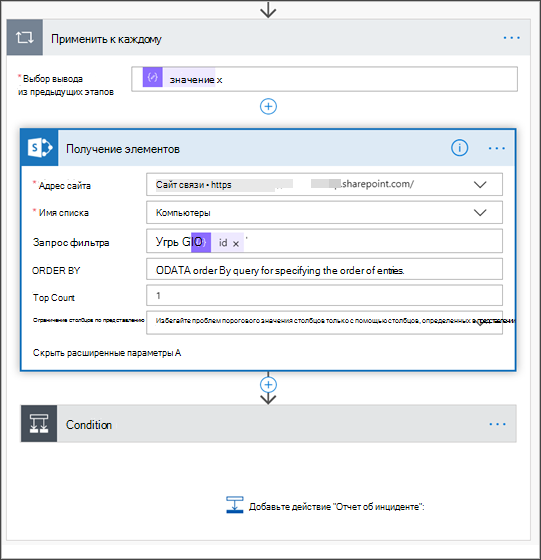 Применить к каждому
* Выбор вывода
из предыдущих этапов
значение x
Получение элементов
* Адрес сайта
Сайт связи • https .sharepoint.com/
* Имя списка
Компьютеры
Запрос фильтра
Угрь GIO id × '
ORDER BY
ODATA order By query for specifying the order of entries.
Top Count
1
Ограничение столбцов по представлению
Избегайте проблем порогового значения столбцов только с помощью столбцов, определенных в представлении
Скрыть расширенные параметры A
Condition
Добавьте действие "Отчет об инциденте":